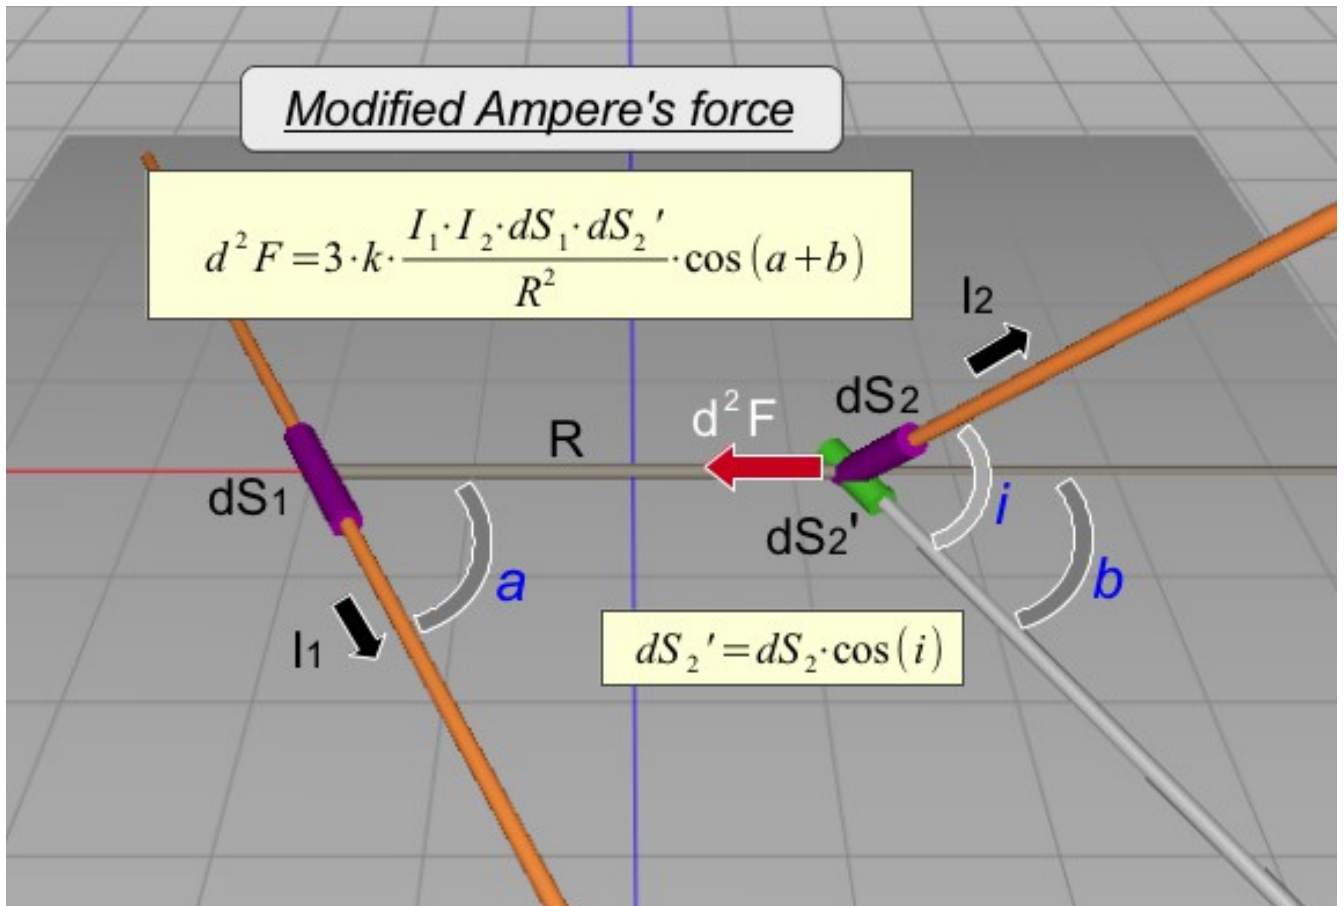 Modified Ampere's force
d²F=3·k·(I₁·I₂·dS₁·dS₂')/R²·cos(a+b)
I2
dS2
d²F
R
dS1
dS2'
i
a
b
I1
dS₂'=dS₂·cos(i)